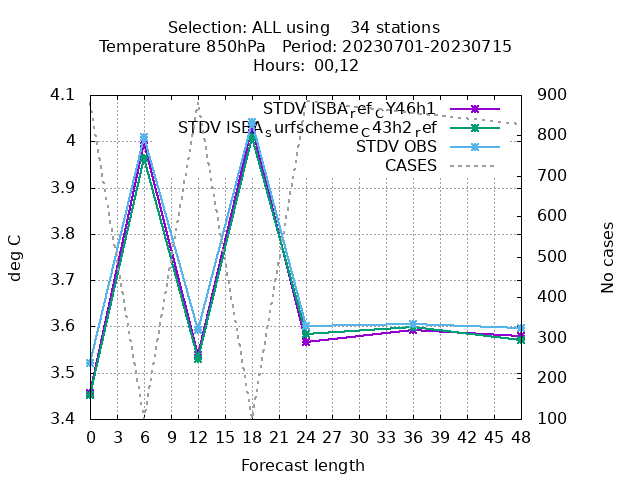 Selection: ALL using 34 stations
Temperature 850hPa Period: 20230701-20230715
Hours: 00,12
4.1
4
3.9
3.8
3.7
3.6
3.5
3.4
deg C
STDV ISBA_ref_CY46h1
STDV ISBA_surfscheme_C43h2_ref
STDV OBS
CASES
900
800
700
600
500
400
300
200
100
No cases
0 3 6 9 12 15 18 21 24 27 30 33 36 39 42 45 48
Forecast length